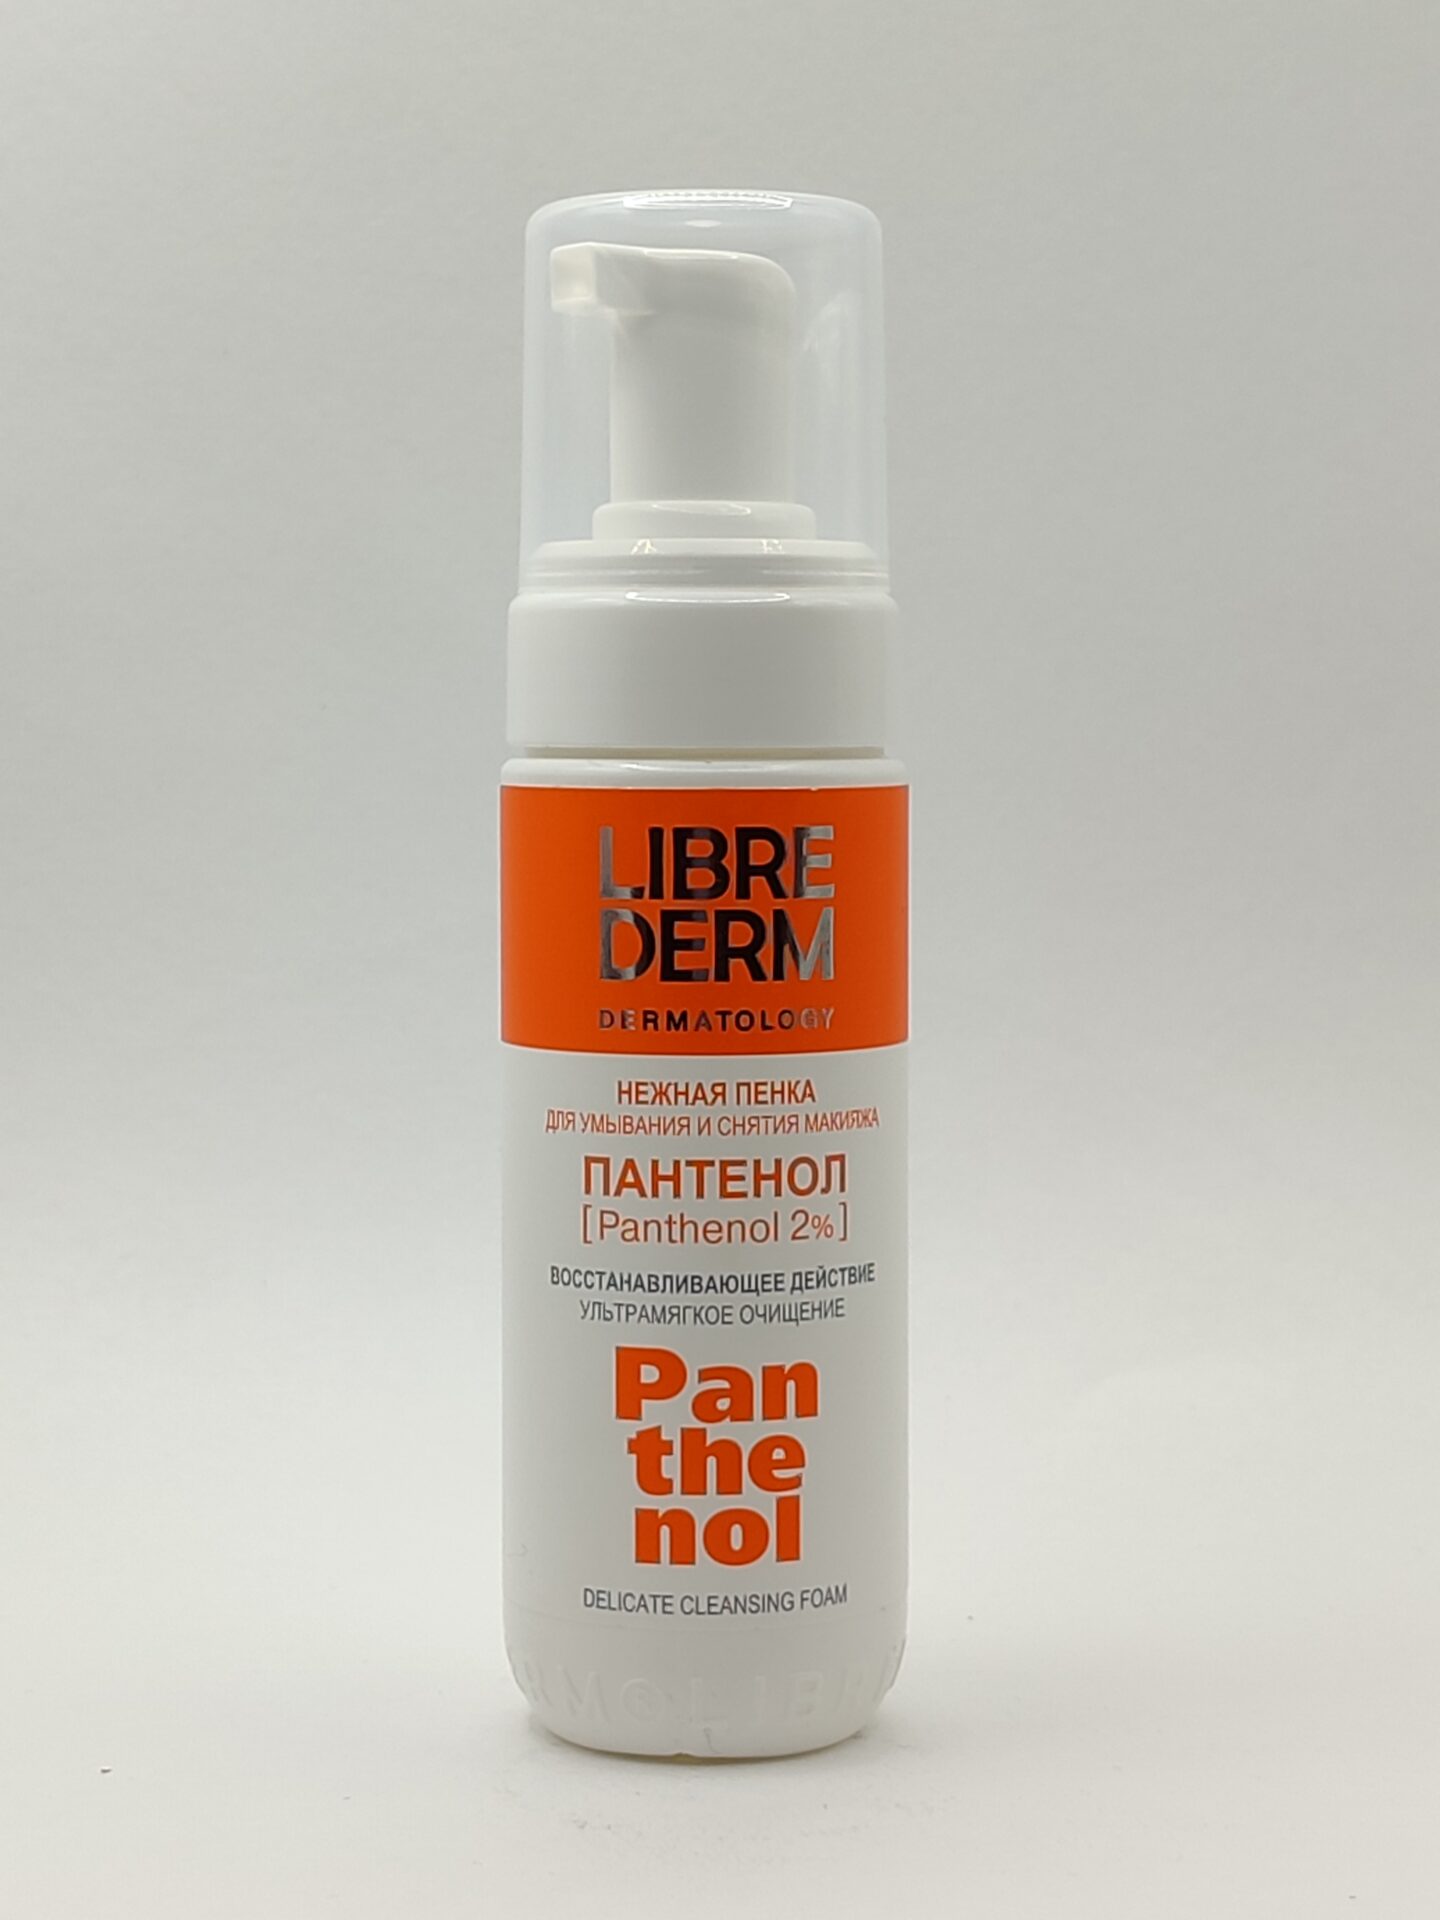 LIBRE
DERM
DERMATOLOGY
НЕЖНАЯ ПЕНКА
ДЛЯ УМЫВАНИЯ И СНЯТИЯ МАКИЯЖА
ПАНТЕНОЛ
[Panthenol 2%]
ВОССТАНАВЛИВАЮЩЕЕ ДЕЙСТВИЕ
УЛЬТРАМЯГКОЕ ОЧИЩЕНИЕ
Pan
the
nol
DELICATE CLEANSING FOAM